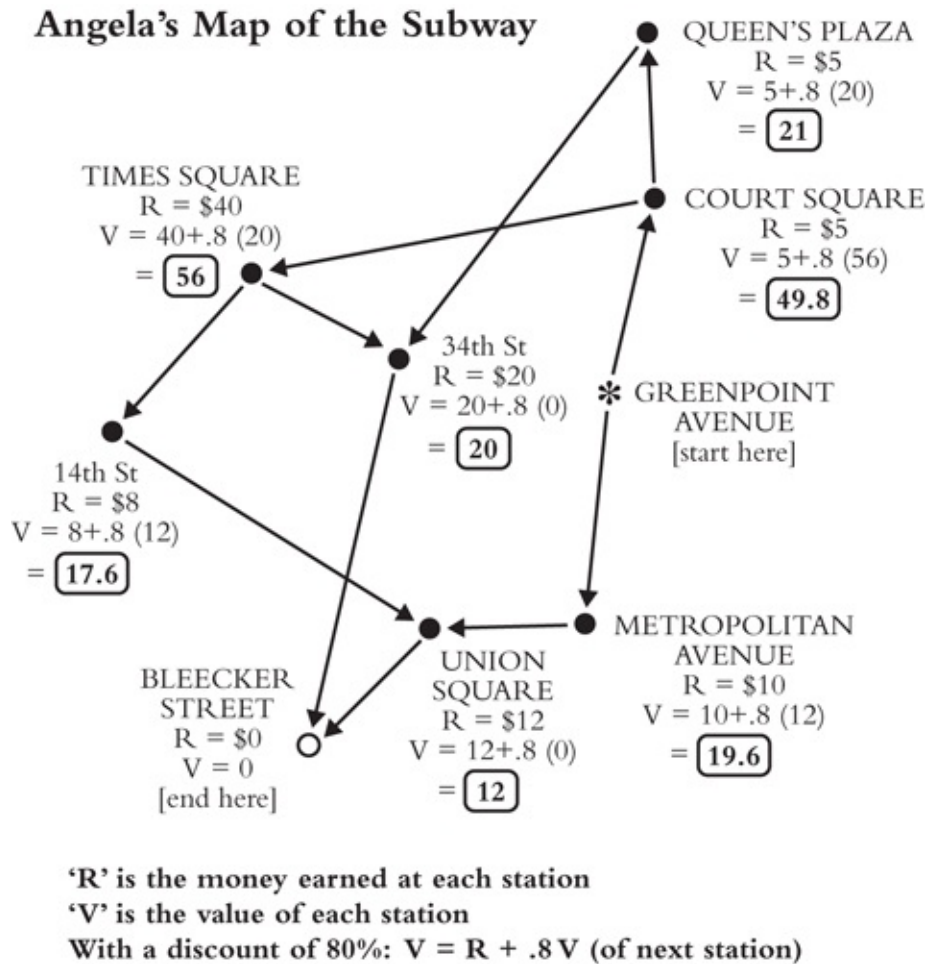 Angela’s Map of the Subway
QUEEN’S PLAZA
R = $5
V = 5+.8 (20)
= 21
TIMES SQUARE
R = $40
V = 40+.8 (20)
= 56
COURT SQUARE
R = $5
V = 5+.8 (56)
= 49.8
34th St
R = $20
V = 20+.8 (0)
= 20
* GREENPOINT
AVENUE
[start here]
14th St
R = $8
V = 8+.8 (12)
= 17.6
BLEECKER
STREET
R = $0
V = 0
[end here]
UNION
SQUARE
R = $12
V = 12+.8 (0)
= 12
METROPOLITAN
AVENUE
R = $10
V = 10+.8 (12)
= 19.6
‘R’ is the money earned at each station
‘V’ is the value of each station
With a discount of 80%: V = R + .8 V (of next station)